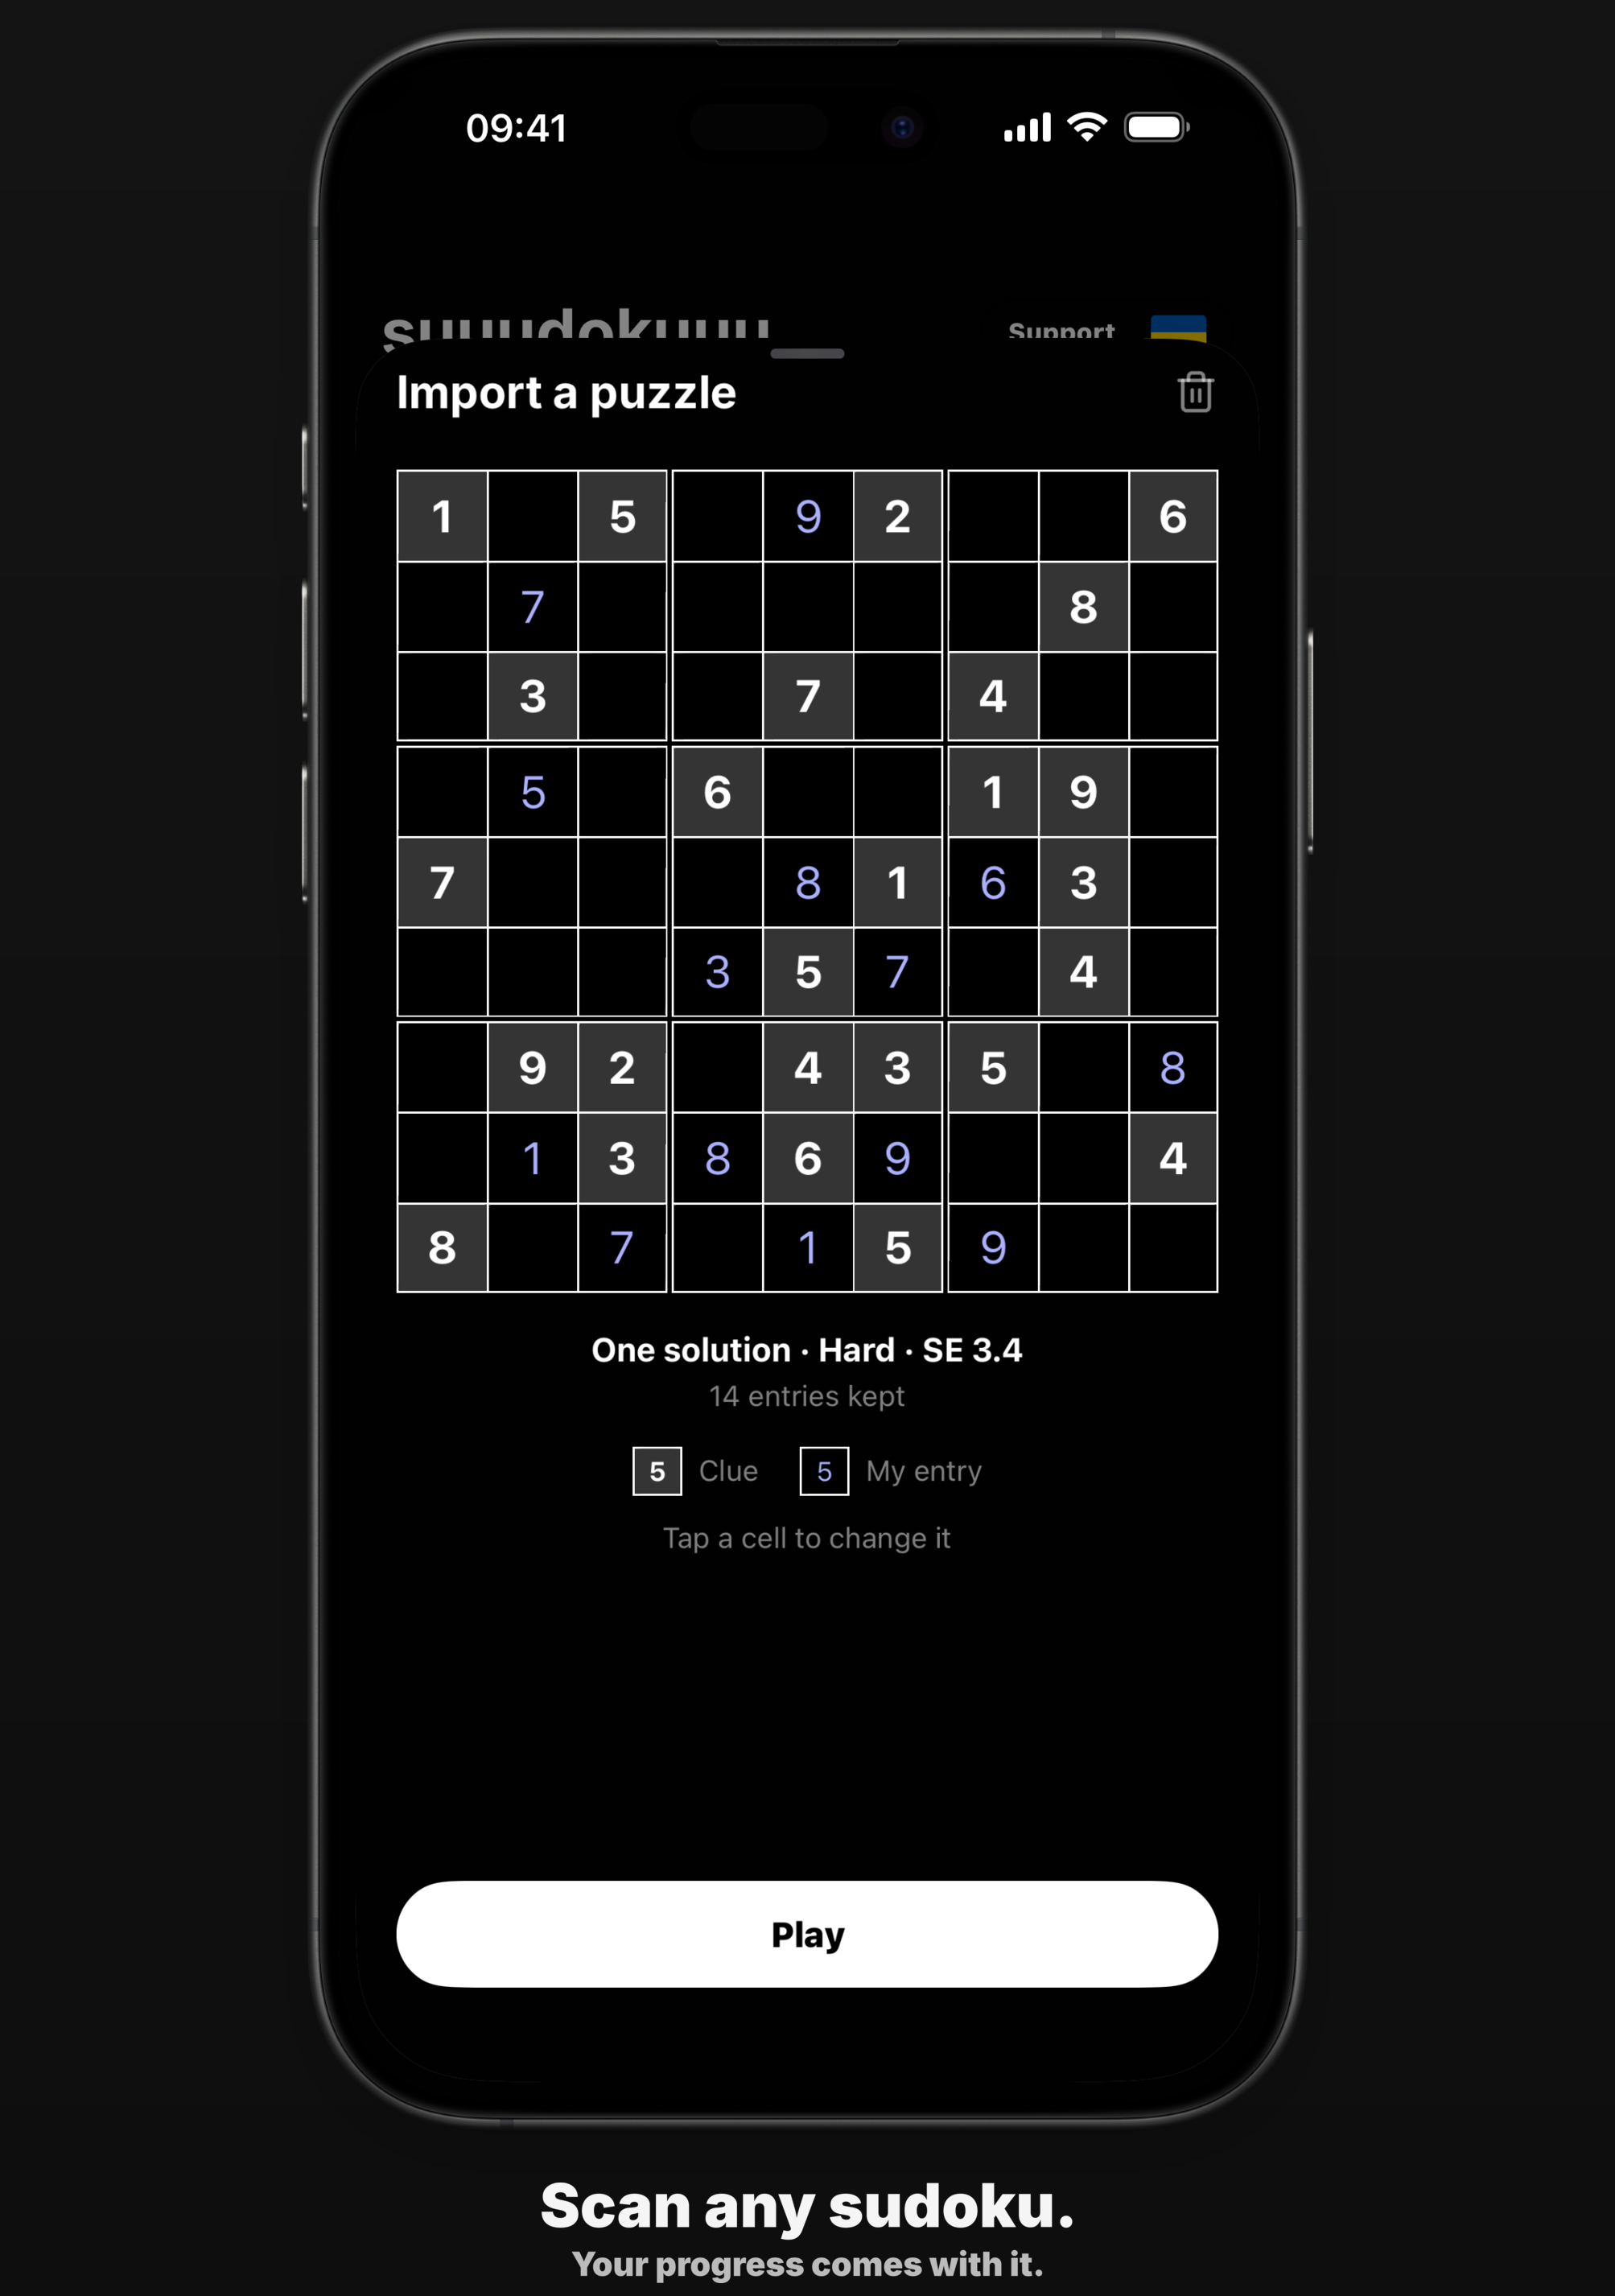 09:41
suuudokuuu Support
Import a puzzle
1 5 9 2 6
7 8
3 7 4
5 6 1 9
7 8 1 6 3
3 5 7 4
9 2 4 3 5 8
1 3 8 6 9 4
8 7 1 5 9
One solution · Hard · SE 3.4
14 entries kept
5 Clue 5 My entry
Tap a cell to change it
Play
Scan any sudoku.
Your progress comes with it.